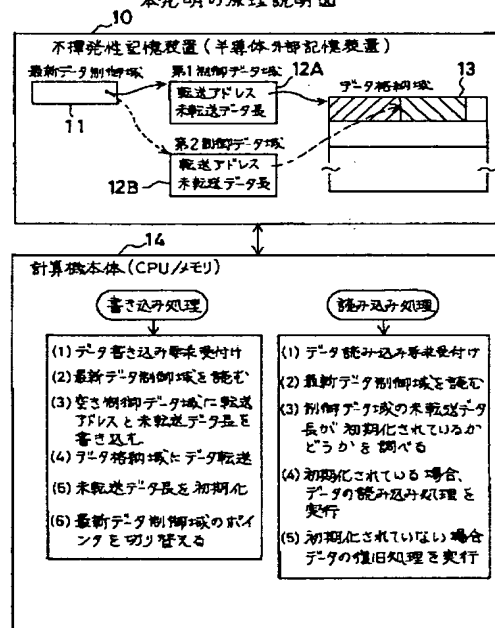 本発明の原理説明図
10
不揮発性記憶装置(半導体外部記憶装置)
最新データ制御域
第1制御データ域
12A
転送アドレス
未転送データ長
データ格納域
13
11
第2制御データ域
転送アドレス
未転送データ長
12B
14
計算機本体(CPU/メモリ)
書き込み処理
(1)データ書き込み要求受付け
(2)最新データ制御域を読む
(3)空き制御データ域に転送
アドレスと未転送データ長を
書き込む
(4)データ格納域にデータ転送
(5)未転送データ長を初期化
(6)最新データ制御域のポイ
ンタを切り替える
読み込み処理
(1)データ読み込み要求受付け
(2)最新データ制御域を読む
(3)制御データ域の未転送データ
長が初期化されているか
どうかを調べる
(4)初期化されている場合、
データの読み込み処理を
実行
(5)初期化されていない場合
データの復旧処理を実行